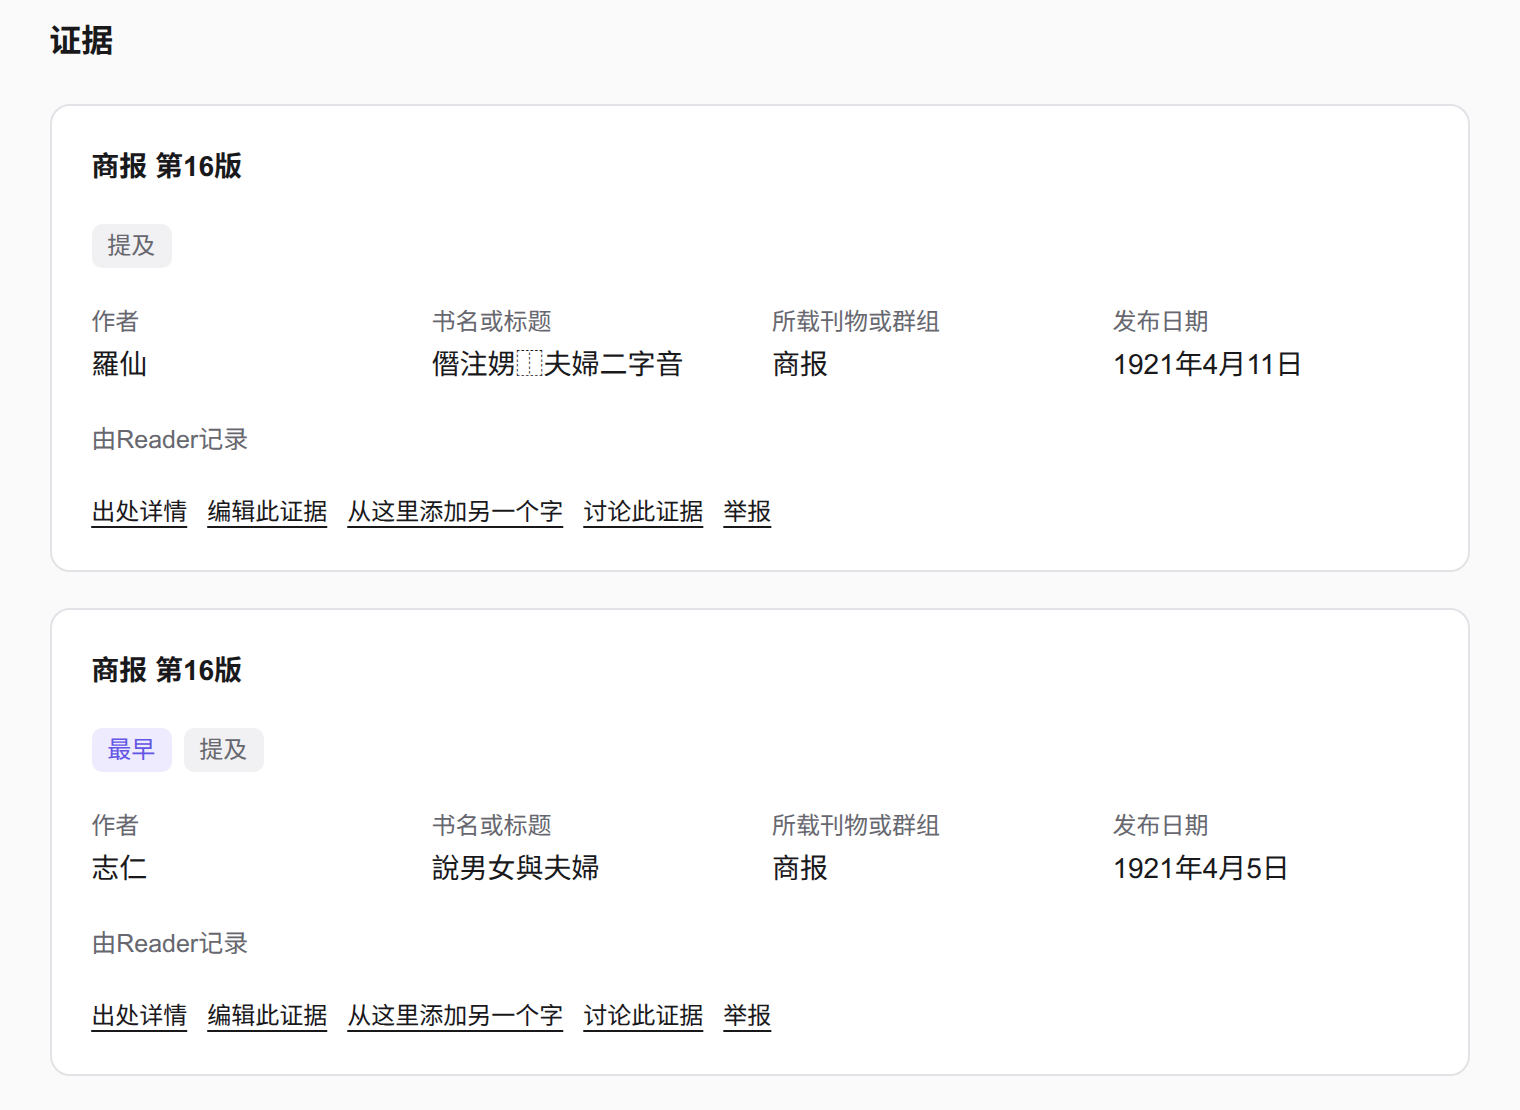 证据
商报 第16版
提及
作者 书名或标题 所载刊物或群组 发布日期
羅仙 僭注娚⿰夫婦二字音 商报 1921年4月11日
由Reader记录
出处详情 编辑此证据 从这里添加另一个字 讨论此证据 举报
商报 第16版
最早 提及
作者 书名或标题 所载刊物或群组 发布日期
志仁 說男女與夫婦 商报 1921年4月5日
由Reader记录
出处详情 编辑此证据 从这里添加另一个字 讨论此证据 举报